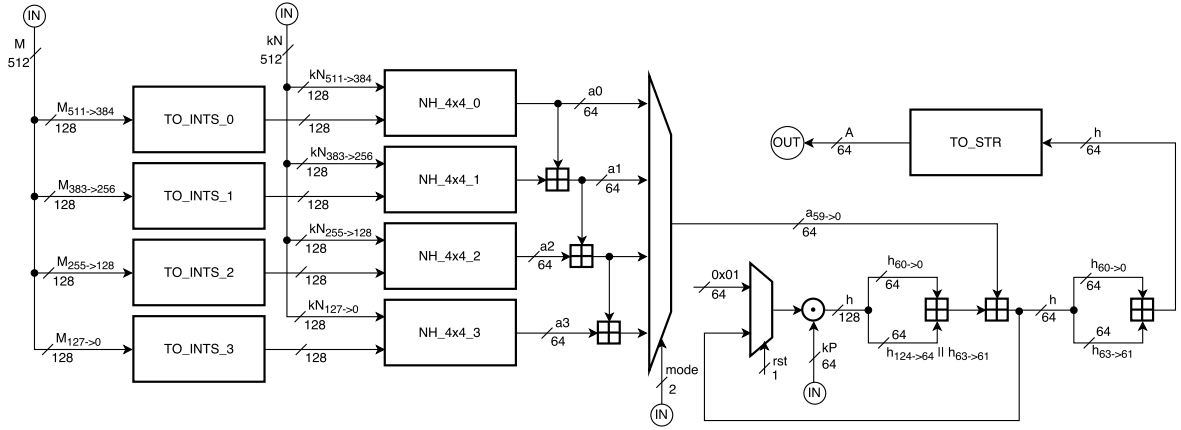 IN
IN
M
512
kN
512
M511->384
128
TO_INTS_0
kN511->384
128
128
NH_4x4_0
a0
64
M383->256
128
TO_INTS_1
kN383->256
128
128
NH_4x4_1
a1
64
M255->128
128
TO_INTS_2
kN255->128
128
128
NH_4x4_2
a2
64
M127->0
128
TO_INTS_3
kN127->0
128
128
NH_4x4_3
a3
64
mode
2
IN
OUT
A
64
TO_STR
h
64
a59->0
64
0x01
64
rst
1
kP
64
IN
h
128
h60->0
64
64
h124->64 || h63->61
h
64
h60->0
64
64
h63->61